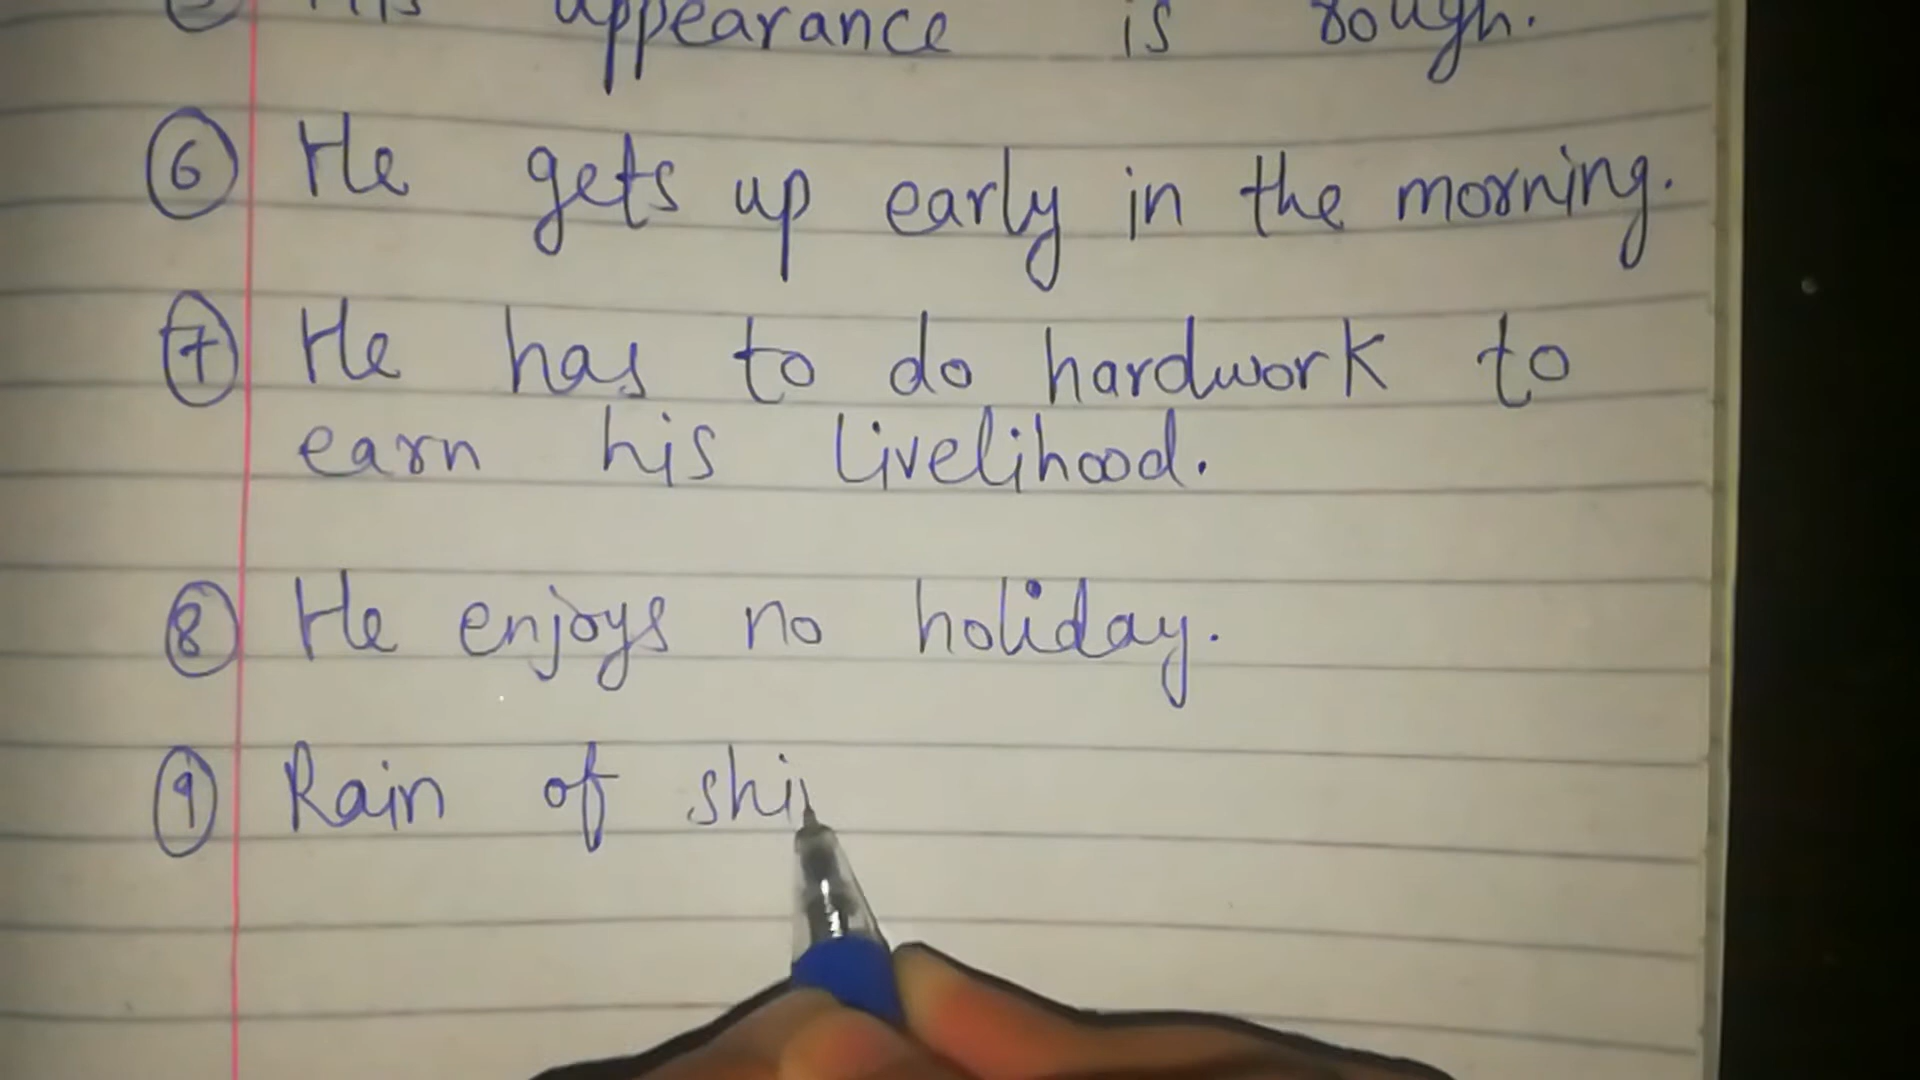 appearance is rough.
6 He gets up early in the morning.
7 He has to do hardwork to
earn his livelihood.
8 He enjoys no holiday.
9 Rain of shi